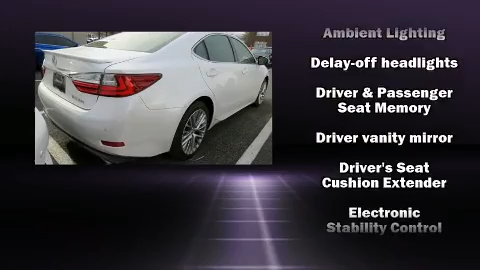 Ambient Lighting
Delay-off headlights
Driver & Passenger
Seat Memory
Driver vanity mirror
Driver's Seat
Cushion Extender
Electronic
Stability Control